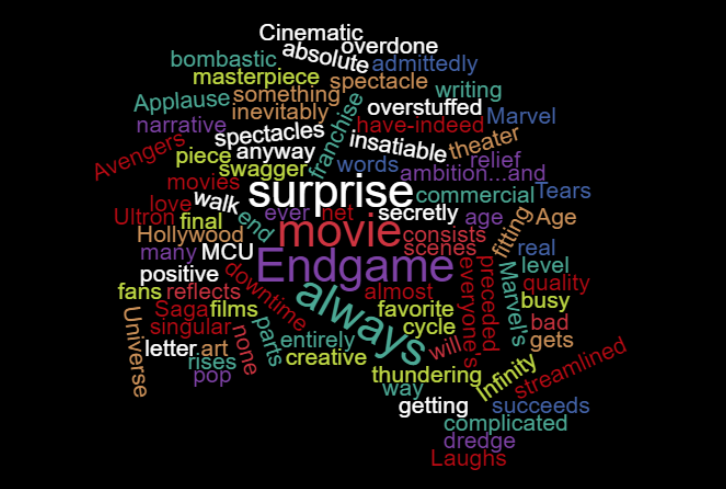 Cinematic
absolute
overdone
bombastic
admittedly
masterpiece
spectacle
something
writing
Applause
inevitably
overstuffed
Marvel
narrative
spectacles
franchise
have-indeed
insatiable
theater
Avengers
piece
anyway
words
relief
swagger
ambition...and
movies
surprise
commercial
Tears
love
walk
Ultron
final
end
ever
net
secretly
age
fitting
Age
Hollywood
movie
consists
many
MCU
scenes
real
positive
Endgame
everyone's
preceded
Marvel's
level
downtime
quality
fans
reflects
always
almost
busy
Saga
films
favorite
Universe
singular
none
parts
cycle
bad
letter
art
entirely
will
gets
rises
creative
streamlined
pop
thundering
Infinity
way
getting
succeeds
complicated
dredge
Laughs